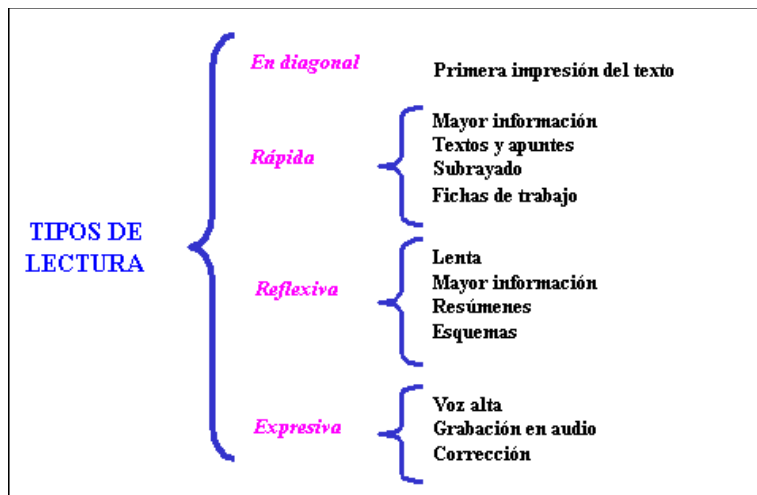 TIPOS DE
LECTURA
En diagonal
Primera impresión del texto
Rápida
Mayor información
Textos y apuntes
Subrayado
Fichas de trabajo
Reflexiva
Lenta
Mayor información
Resúmenes
Esquemas
Expresiva
Voz alta
Grabación en audio
Corrección